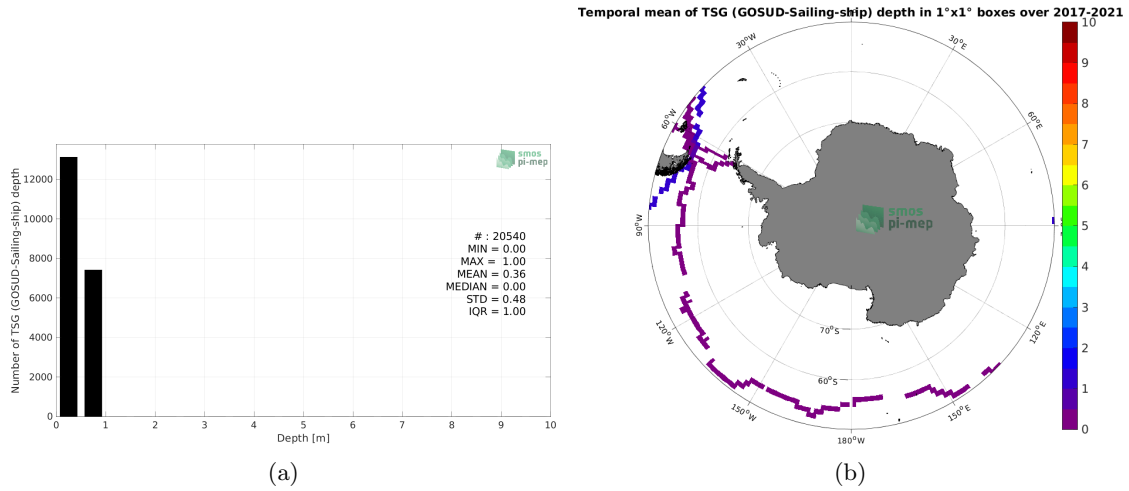 smos
pi-mep
Number of TSG (GOSUD-Sailing-ship) depth
12000
10000
8000
6000
4000
2000
0
# : 20540
MIN = 0.00
MAX = 1.00
MEAN = 0.36
MEDIAN = 0.00
STD = 0.48
IQR = 1.00
0 1 2 3 4 5 6 7 8 9 10
Depth [m]
(a)
Temporal mean of TSG (GOSUD-Sailing-ship) depth in 1°x1° boxes over 2017-2021
30°W
30°E
60°W
60°E
90°W
smos
pi-mep
120°W
120°E
70°S
60°S
150°W
150°E
180°W
10
9
8
7
6
5
4
3
2
1
0
(b)